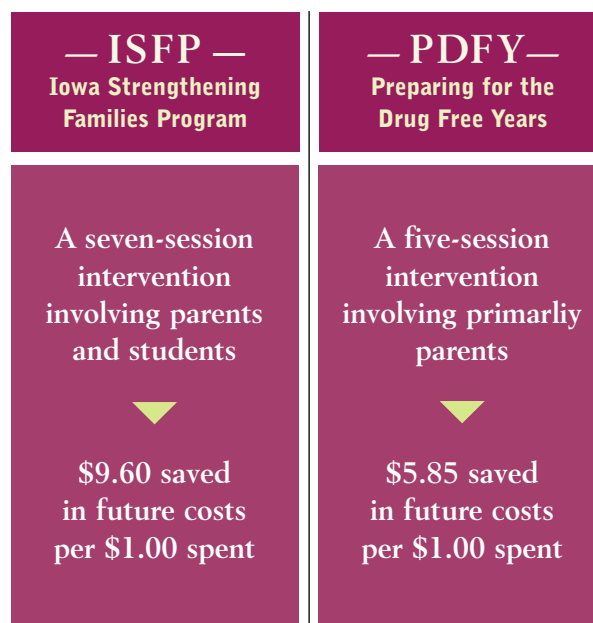 — ISFP —
Iowa Strengthening
Families Program
A seven-session
intervention
involving parents
and students
$9.60 saved
in future costs
per $1.00 spent
— PDFY—
Preparing for the
Drug Free Years
A five-session
intervention
involving primarliy
parents
$5.85 saved
in future costs
per $1.00 spent